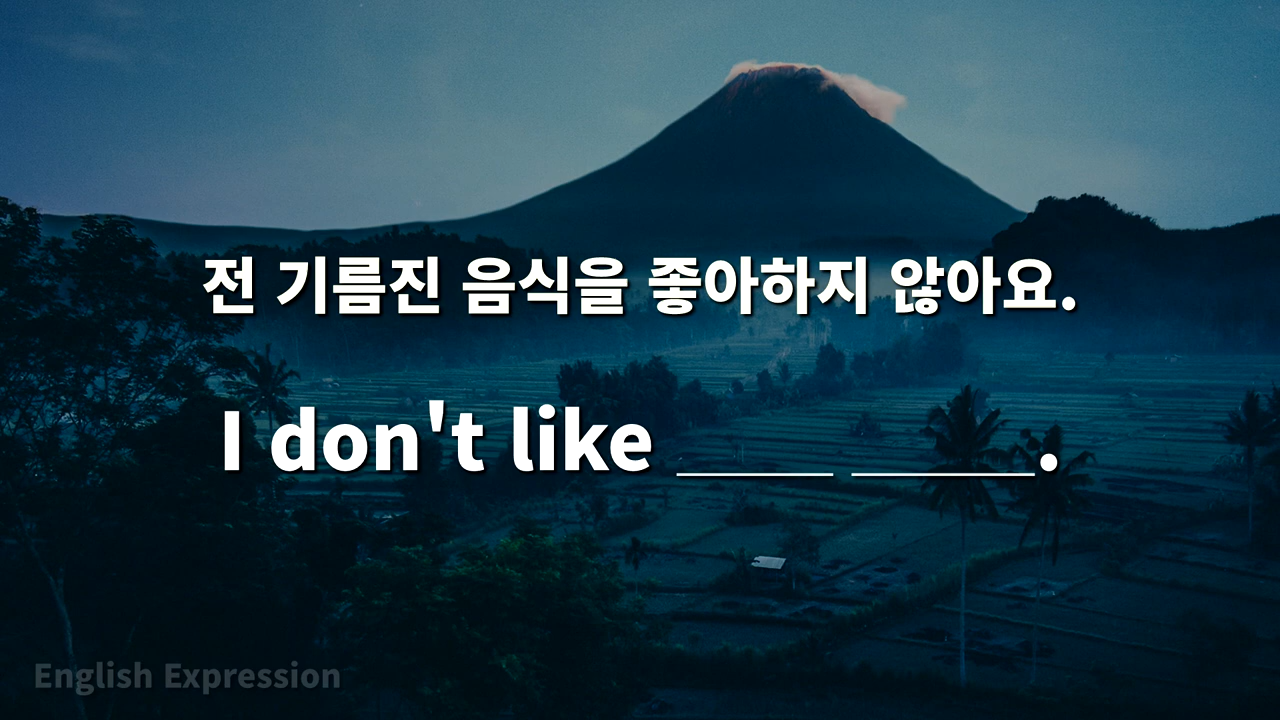 전 기름진 음식을 좋아하지 않아요.
I don't like ____ _____.
English Expression